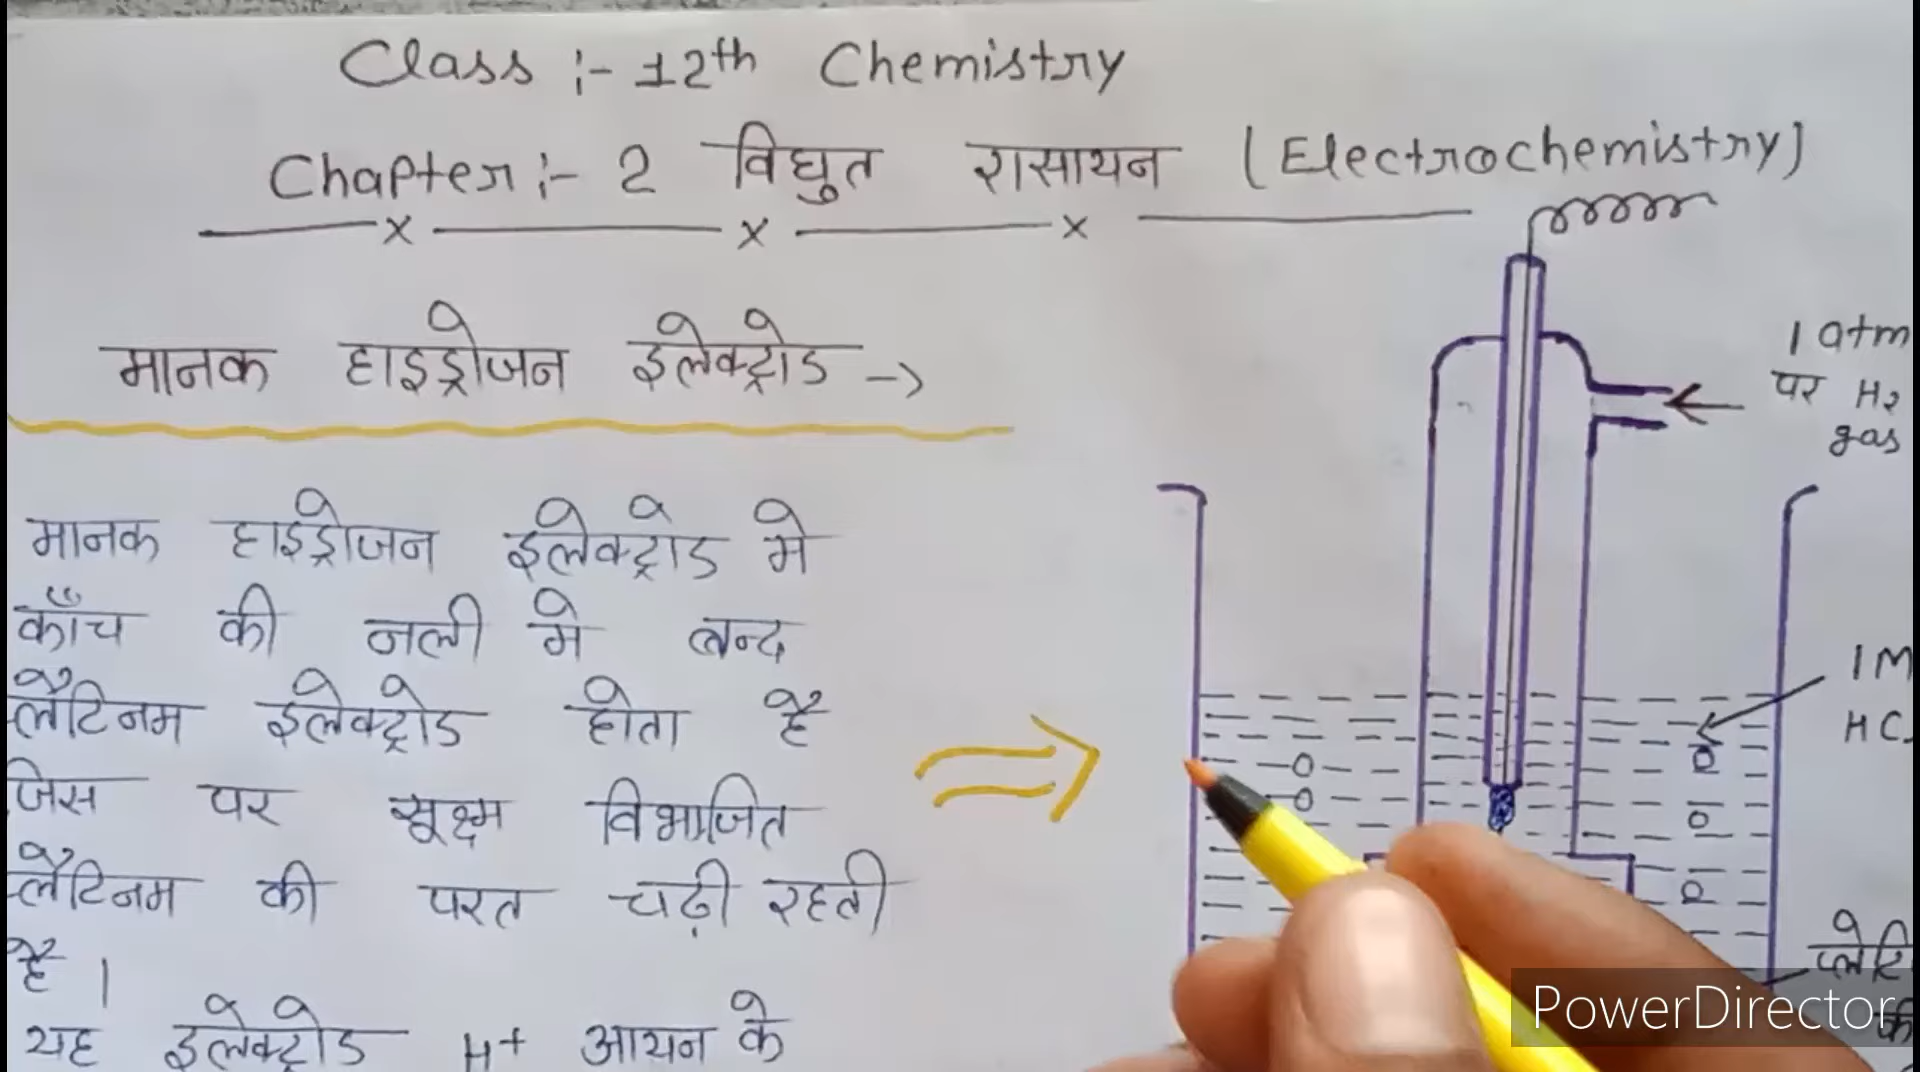 Class :- 12th Chemistry
Chapter :- 2 विद्युत रासायन (Electrochemistry)
मानक हाइड्रोजन इलेक्ट्रोड →
1 atm
पर H2
gas
मानक हाइड्रोजन इलेक्ट्रोड मे
काँच की नली मे बन्द
प्लैटिनम इलेक्ट्रोड होता है
जिस पर सूक्ष्म विभाजित
प्लैटिनम की परत चढ़ी रहती
है।
यह इलेक्ट्रोड H+ आयन के
1M
PowerDirector